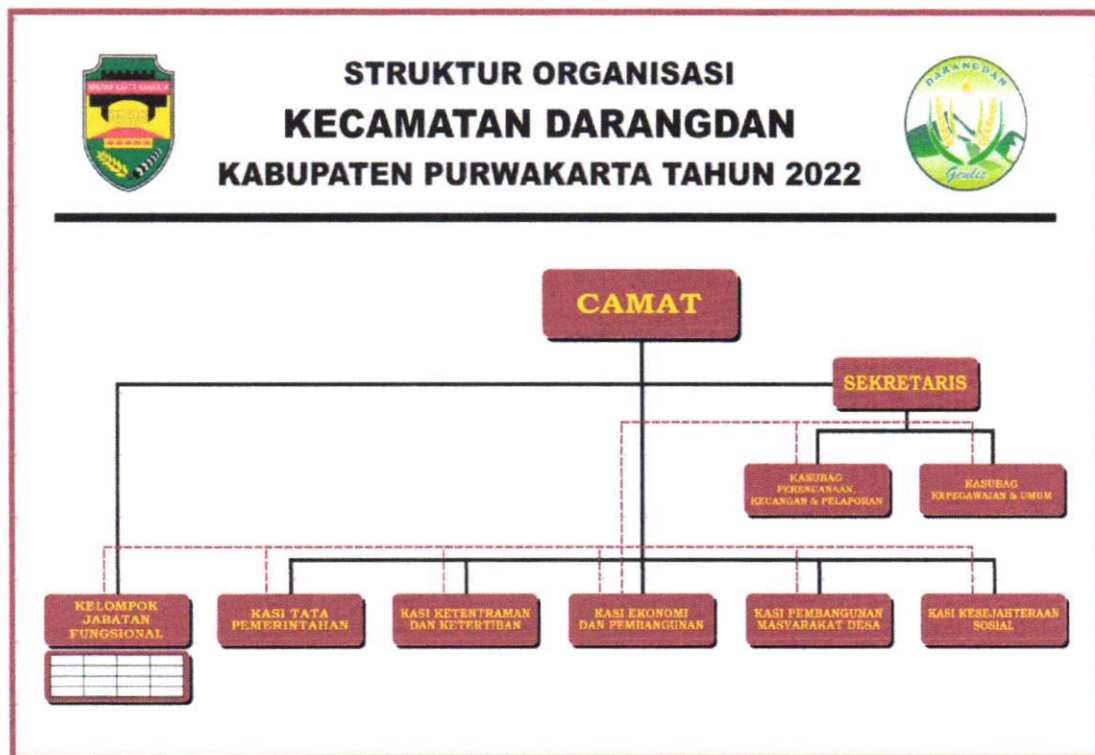 STRUKTUR ORGANISASI
KECAMATAN DARANGDAN
KABUPATEN PURWAKARTA TAHUN 2022
DARANGDAN
Geulis
CAMAT
SEKRETARIS
KASUBAG
PERENCANAAN,
KEUANGAN & PELAPORAN
KASUBAG
KEPEGAWAIAN & UMUM
KELOMPOK
JABATAN
FUNGSIONAL
KASI TATA
PEMERINTAHAN
KASI KETENTRAMAN
DAN KETERTIBAN
KASI EKONOMI
DAN PEMBANGUNAN
KASI PEMBANGUNAN
MASYARAKAT DESA
KASI KESEJAHTERAAN
SOSIAL